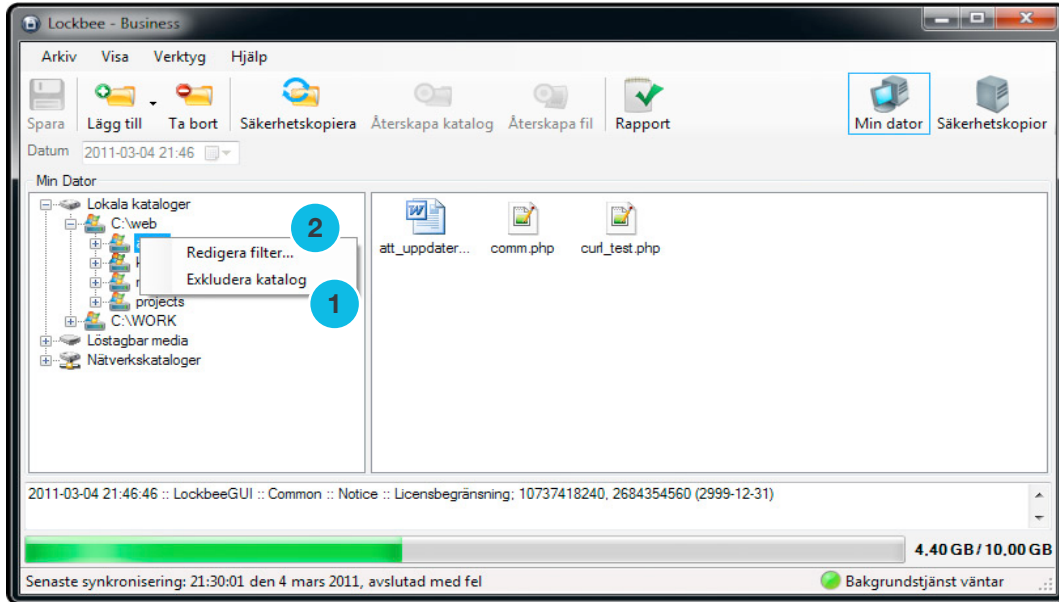 Lockbee - Business
Arkiv Visa Verktyg Hjälp
Spara Lägg till Ta bort Säkerhetskopiera Återskapa katalog Återskapa fil Rapport Min dator Säkerhetskopior
Datum 2011-03-04 21:46
Min Dator
Lokala kataloger
C:\web
2
Redigera filter...
Exkludera katalog
1
projects
C:\WORK
Löstagbar media
Nätverkskataloger
att_uppdater... comm.php curl_test.php
2011-03-04 21:46:46 :: LockbeeGUI :: Common :: Notice :: Licensbegränsning; 10737418240, 2684354560 (2999-12-31)
4,40 GB / 10,00 GB
Senaste synkronisering: 21:30:01 den 4 mars 2011, avslutad med fel Bakgrundstjänst väntar